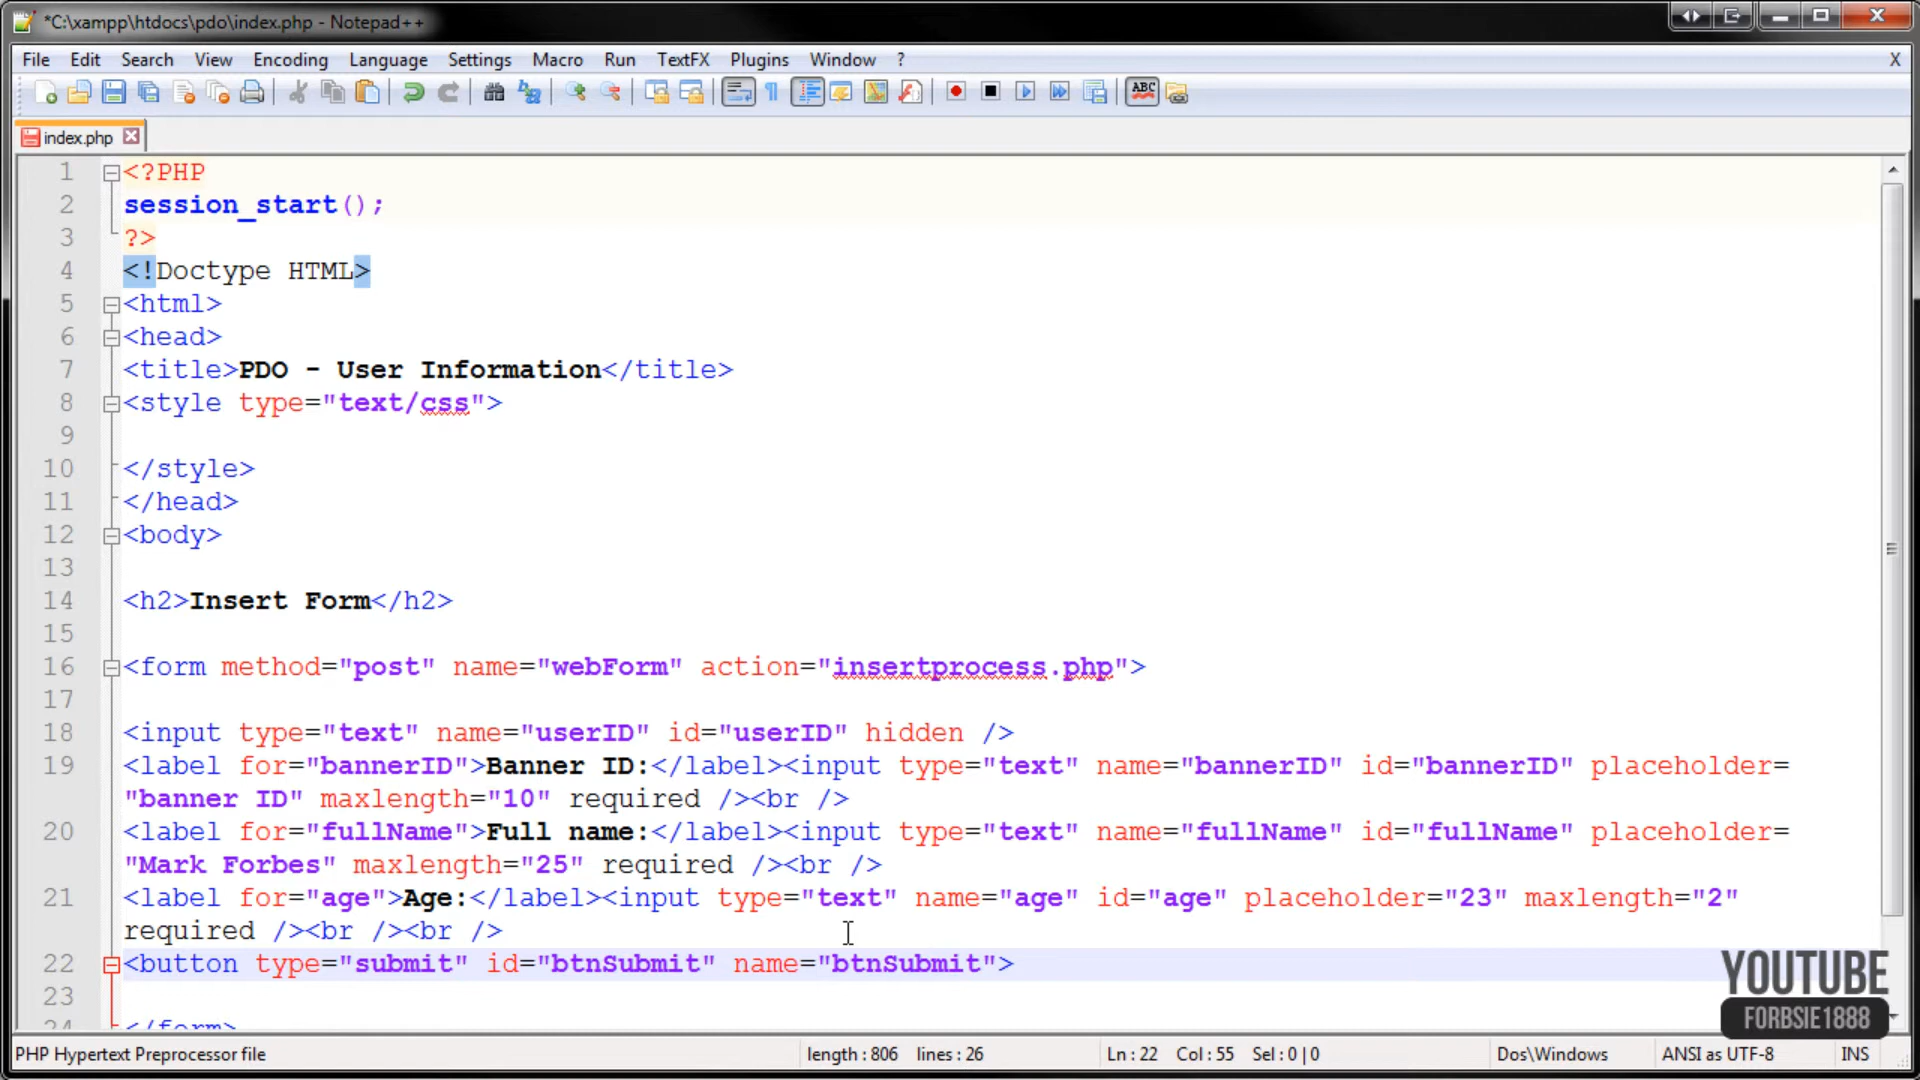 *C:\xampp\htdocs\pdo\index.php - Notepad++
File Edit Search View Encoding Language Settings Macro Run TextFX Plugins Window ? X
ABC
index.php
1 <?PHP
2 session_start();
3 ?>
4 <!Doctype HTML>
5 <html>
6 <head>
7 <title>PDO - User Information</title>
8 <style type="text/css">
9
10 </style>
11 </head>
12 <body>
13
14 <h2>Insert Form</h2>
15
16 <form method="post" name="webForm" action="insertprocess.php">
17
18 <input type="text" name="userID" id="userID" hidden />
19 <label for="bannerID">Banner ID:</label><input type="text" name="bannerID" id="bannerID" placeholder=
"banner ID" maxlength="10" required /><br />
20 <label for="fullName">Full name:</label><input type="text" name="fullName" id="fullName" placeholder=
"Mark Forbes" maxlength="25" required /><br />
21 <label for="age">Age:</label><input type="text" name="age" id="age" placeholder="23" maxlength="2"
required /><br /><br />
22 <button type="submit" id="btnSubmit" name="btnSubmit">
23
24 </form>
YOUTUBE
FORBSIE1888
PHP Hypertext Preprocessor file length : 806 lines : 26 Ln : 22 Col : 55 Sel : 0 | 0 Dos\Windows ANSI as UTF-8 INS